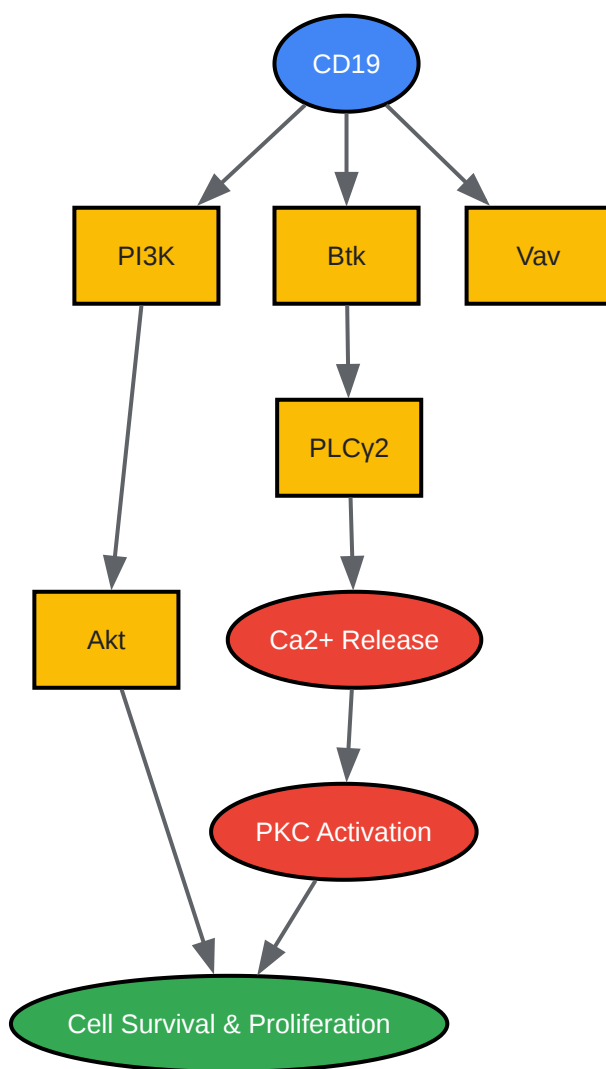 CD19
PI3K
Btk
Vav
PLCγ2
Akt
Ca2+ Release
PKC Activation
Cell Survival & Proliferation